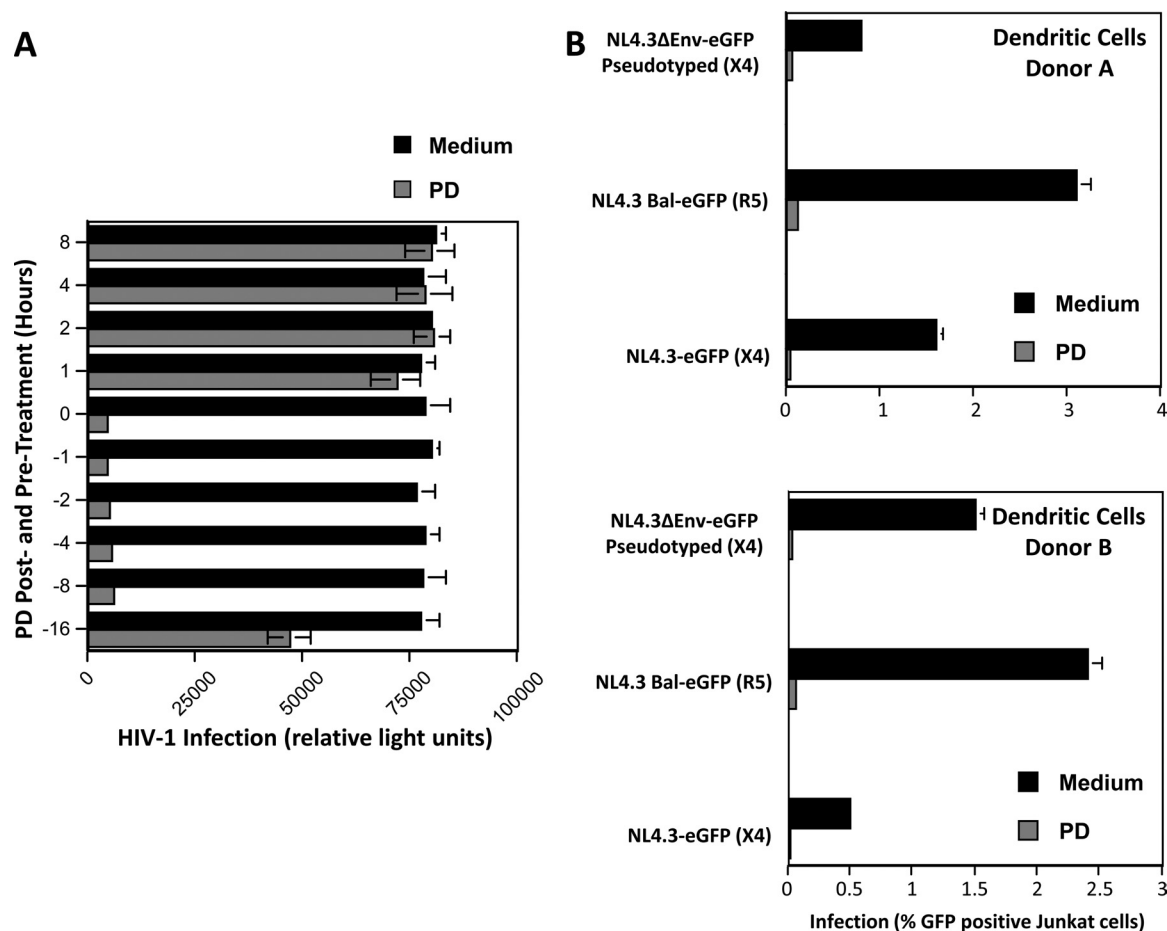 A
Medium
PD
PD Post- and Pre-Treatment (Hours)
8
4
2
1
0
-1
-2
-4
-8
-16
0
25000
50000
75000
100000
HIV-1 Infection (relative light units)
B
NL4.3ΔEnv-eGFP
Pseudotyped (X4)
NL4.3 Bal-eGFP (R5)
NL4.3-eGFP (X4)
Dendritic Cells
Donor A
Medium
PD
0
1
2
3
4
NL4.3ΔEnv-eGFP
Pseudotyped (X4)
NL4.3 Bal-eGFP (R5)
NL4.3-eGFP (X4)
Dendritic Cells
Donor B
Medium
PD
0
0.5
1
1.5
2
2.5
3
Infection (% GFP positive Junkat cells)